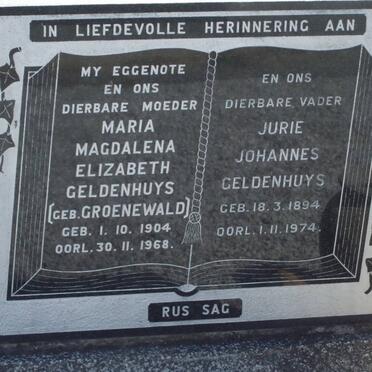 IN LIEFDEVOLLE HERINNERING AAN
MY EGGENOTE
EN ONS
DIERBARE MOEDER
MARIA
MAGDALENA
ELIZABETH
GELDENHUYS
(GEB. GROENEWALD)
GEB. 1. 10. 1904
OORL. 30. 11. 1968.
EN ONS
DIERBARE VADER
JURIE
JOHANNES
GELDENHUYS
GEB. 18. 3. 1894
OORL. 1. 11. 1974.
RUS SAG